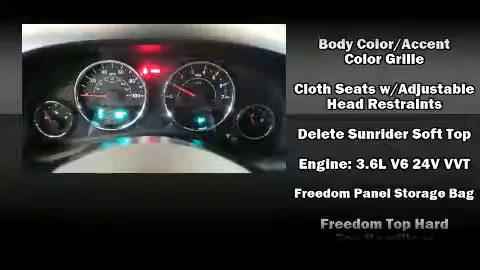 Body Color/Accent
Color Grille
Cloth Seats w/Adjustable
Head Restraints
Delete Sunrider Soft Top
Engine: 3.6L V6 24V VVT
Freedom Panel Storage Bag
Freedom Top Hard